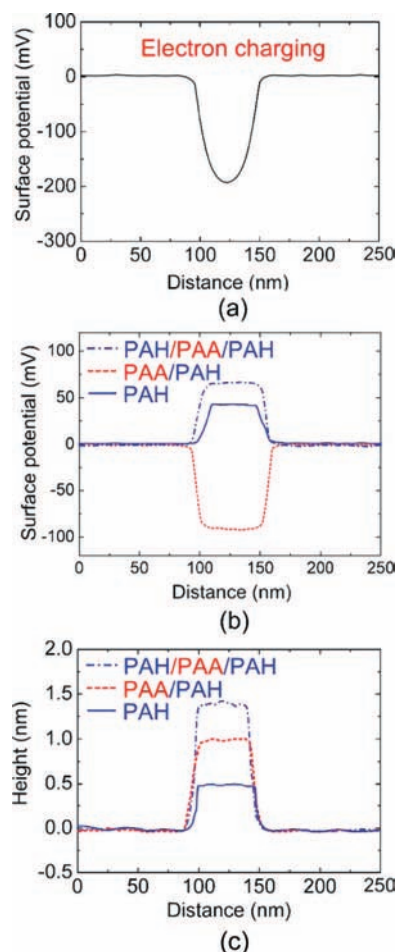 100
0
-100
-200
-300
Surface potential (mV)
Electron charging
0 50 100 150 200 250
Distance (nm)
(a)
100
50
0
-50
-100
Surface potential (mV)
PAH/PAA/PAH
PAA/PAH
PAH
0 50 100 150 200 250
Distance (nm)
(b)
2.0
1.5
1.0
0.5
0.0
-0.5
Height (nm)
PAH/PAA/PAH
PAA/PAH
PAH
0 50 100 150 200 250
Distance (nm)
(c)